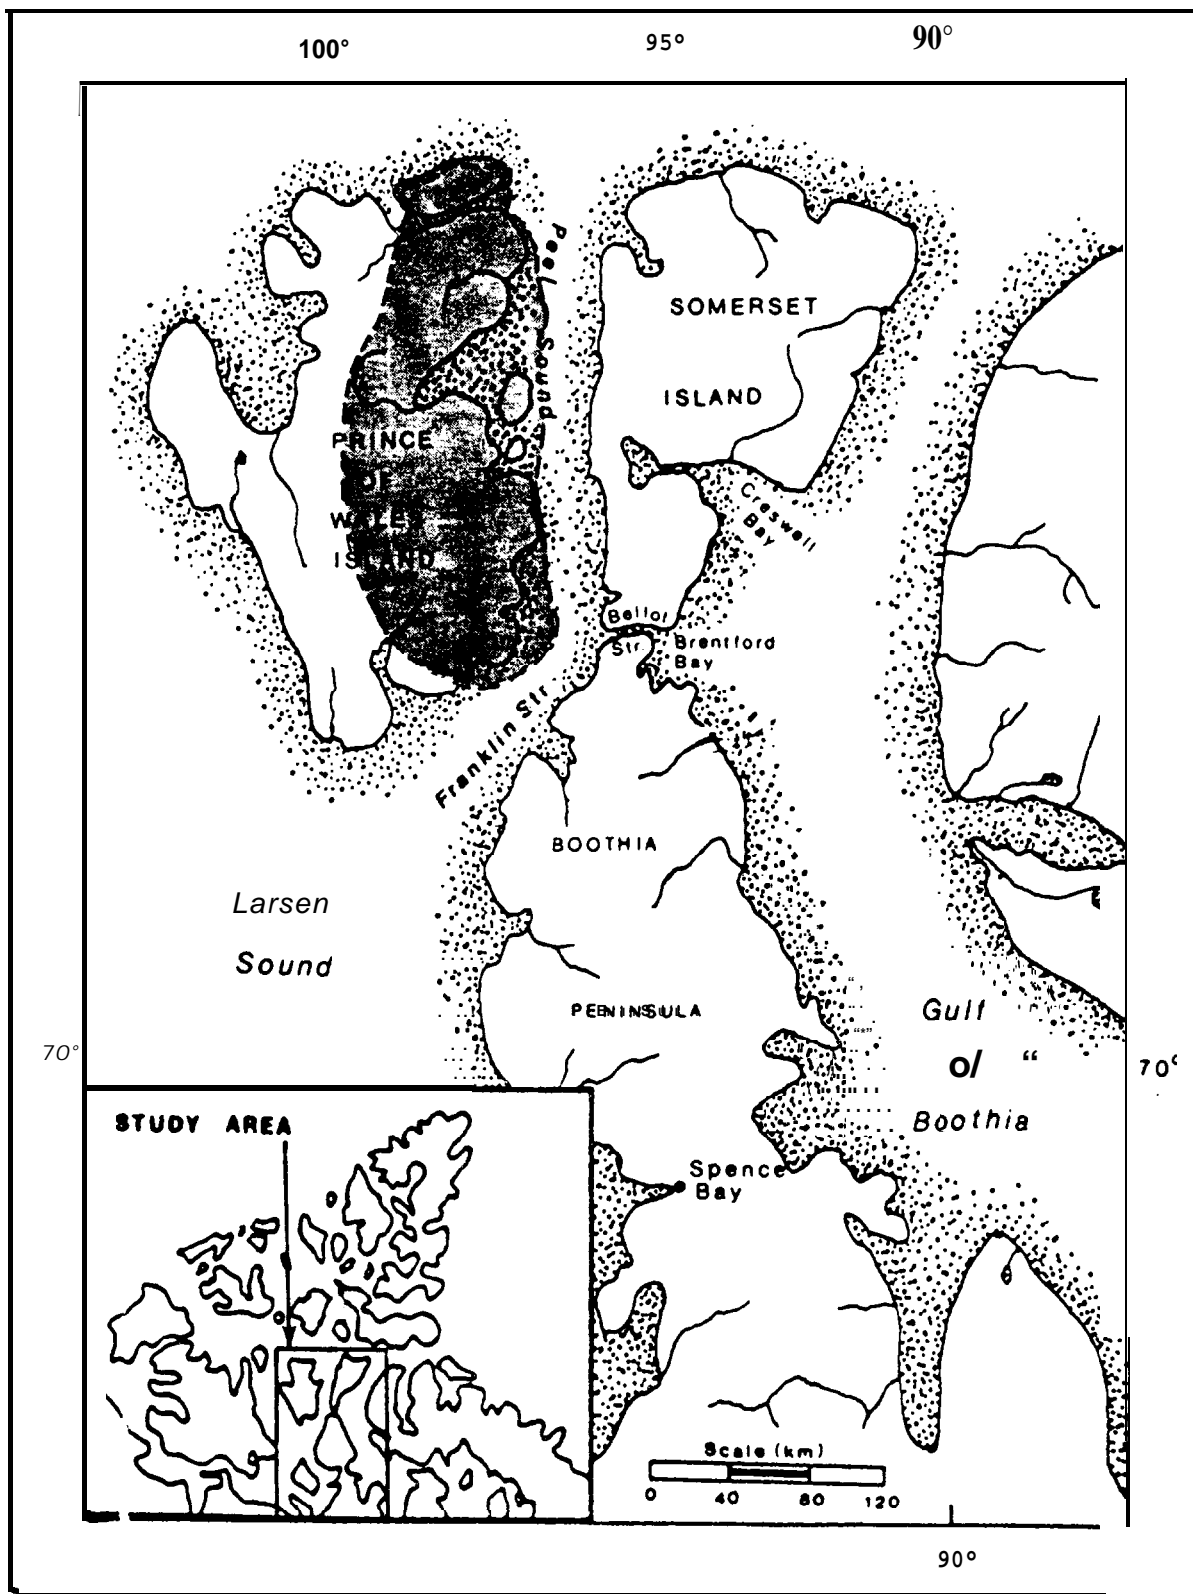 100°
95°
90°
Peel Sound
SOMERSET
ISLAND
PRINCE
OF
WALES
ISLAND
Creswell
Bay
Bellot
Str.
Brentford
Bay
Franklin Str.
BOOTHIA
Larsen
Sound
PENINSULA
Gulf
70°
o/ “
70°
Boothia
STUDY AREA
Spence
Bay
Scale (km)
0 40 80 120
90°